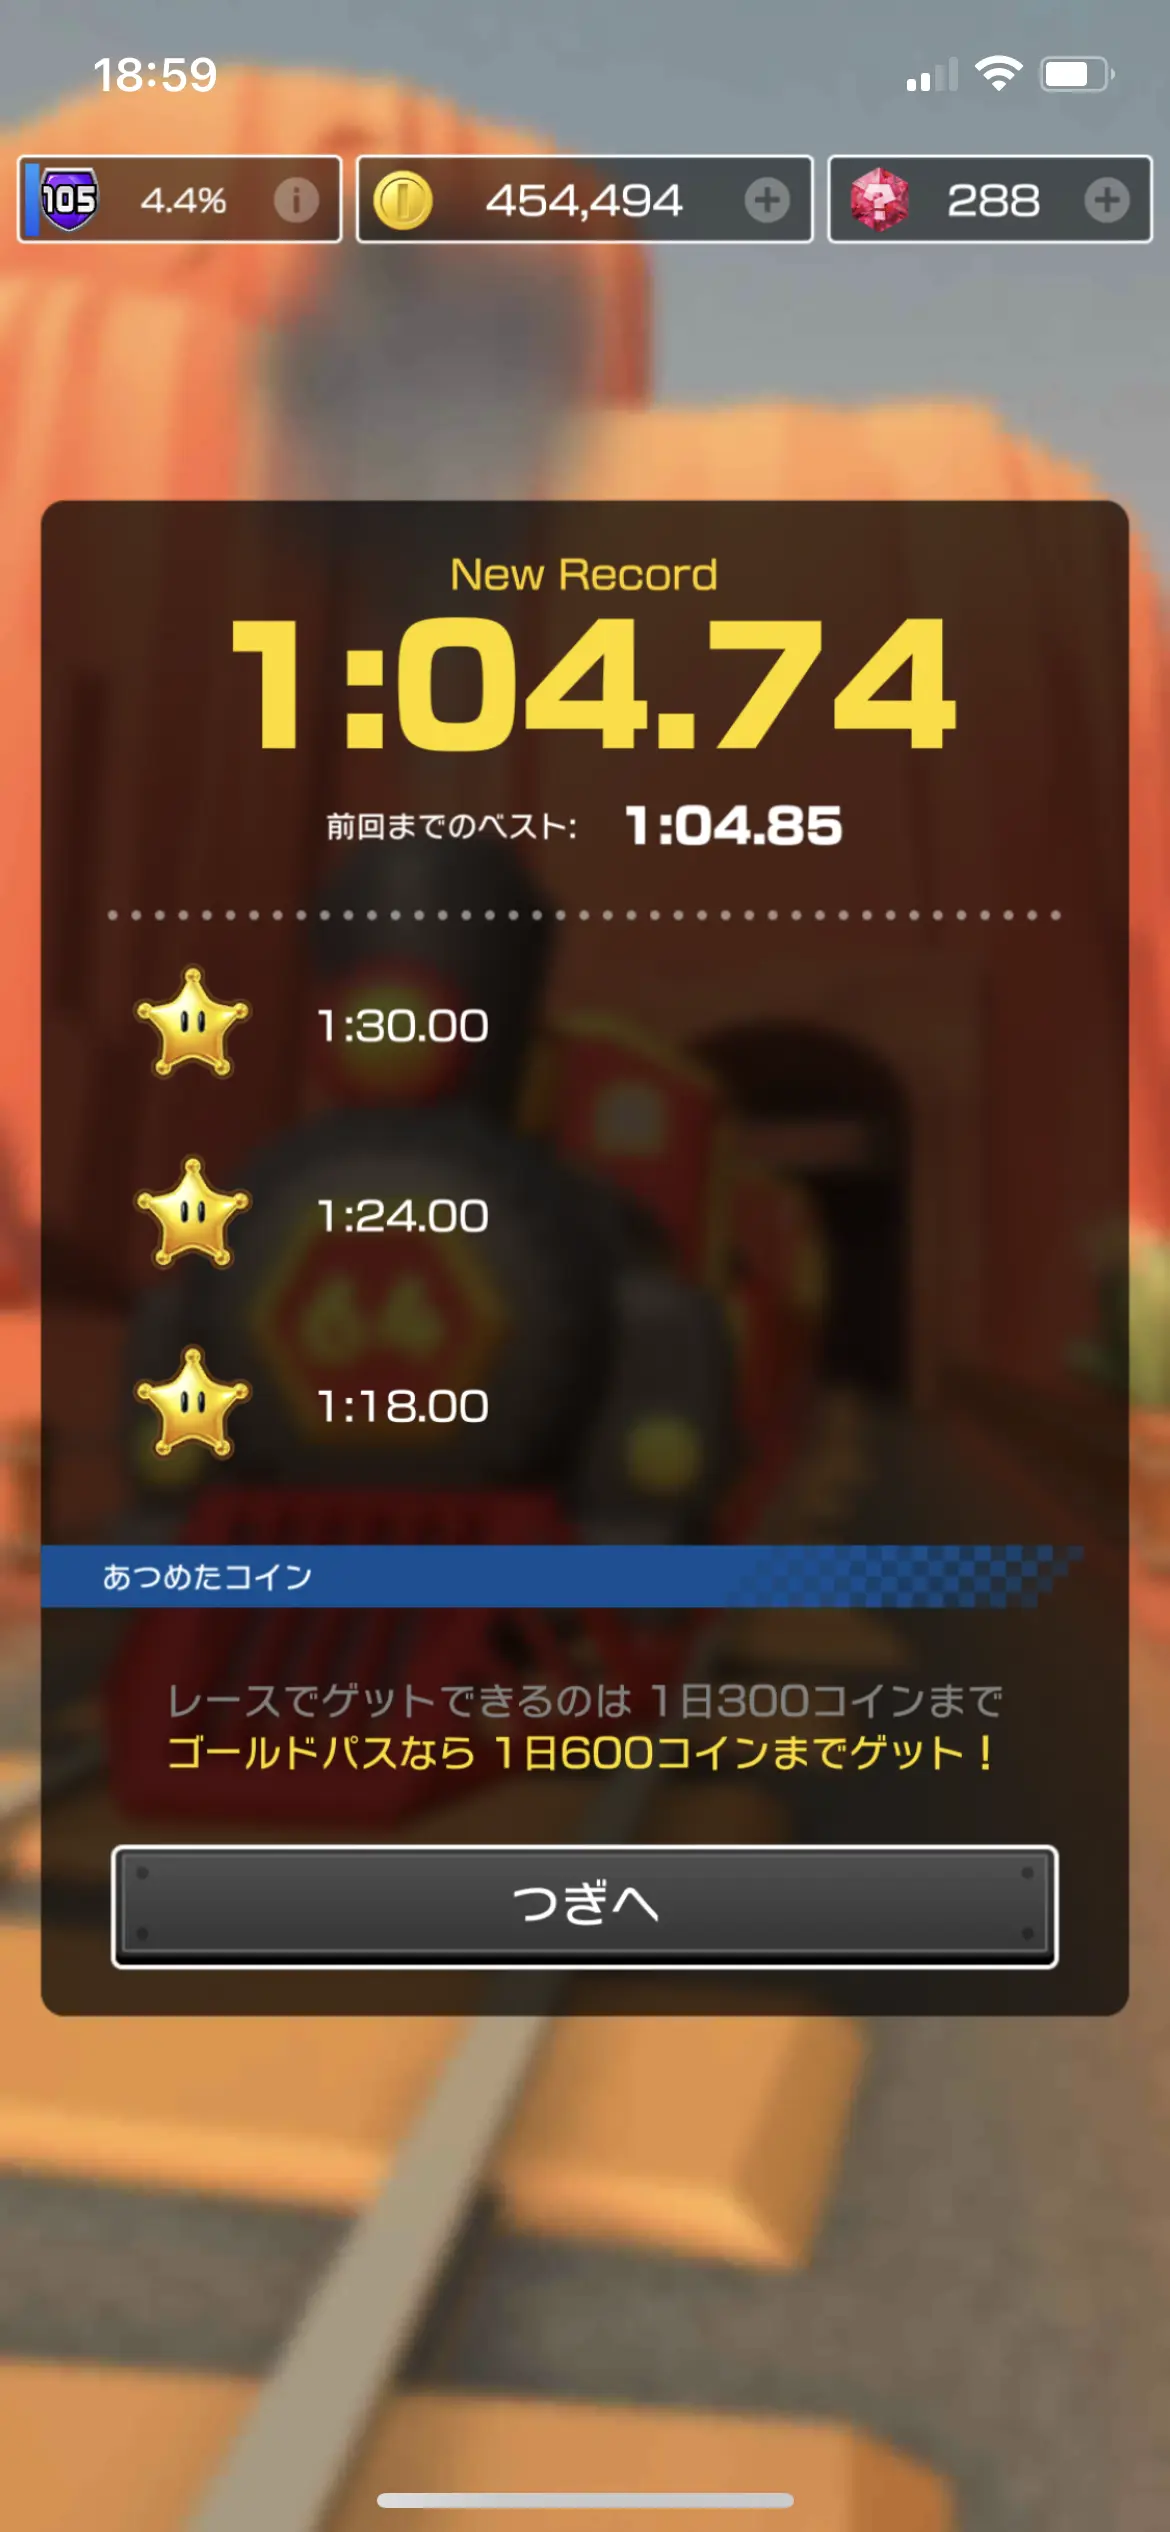 18:59
105 4.4% 454,494 288
New Record
1:04.74
前回までのベスト: 1:04.85
1:30.00
1:24.00
64
1:18.00
あつめたコイン
レースでゲットできるのは 1日300コインまで
ゴールドパスなら 1日600コインまでゲット！
つぎへ